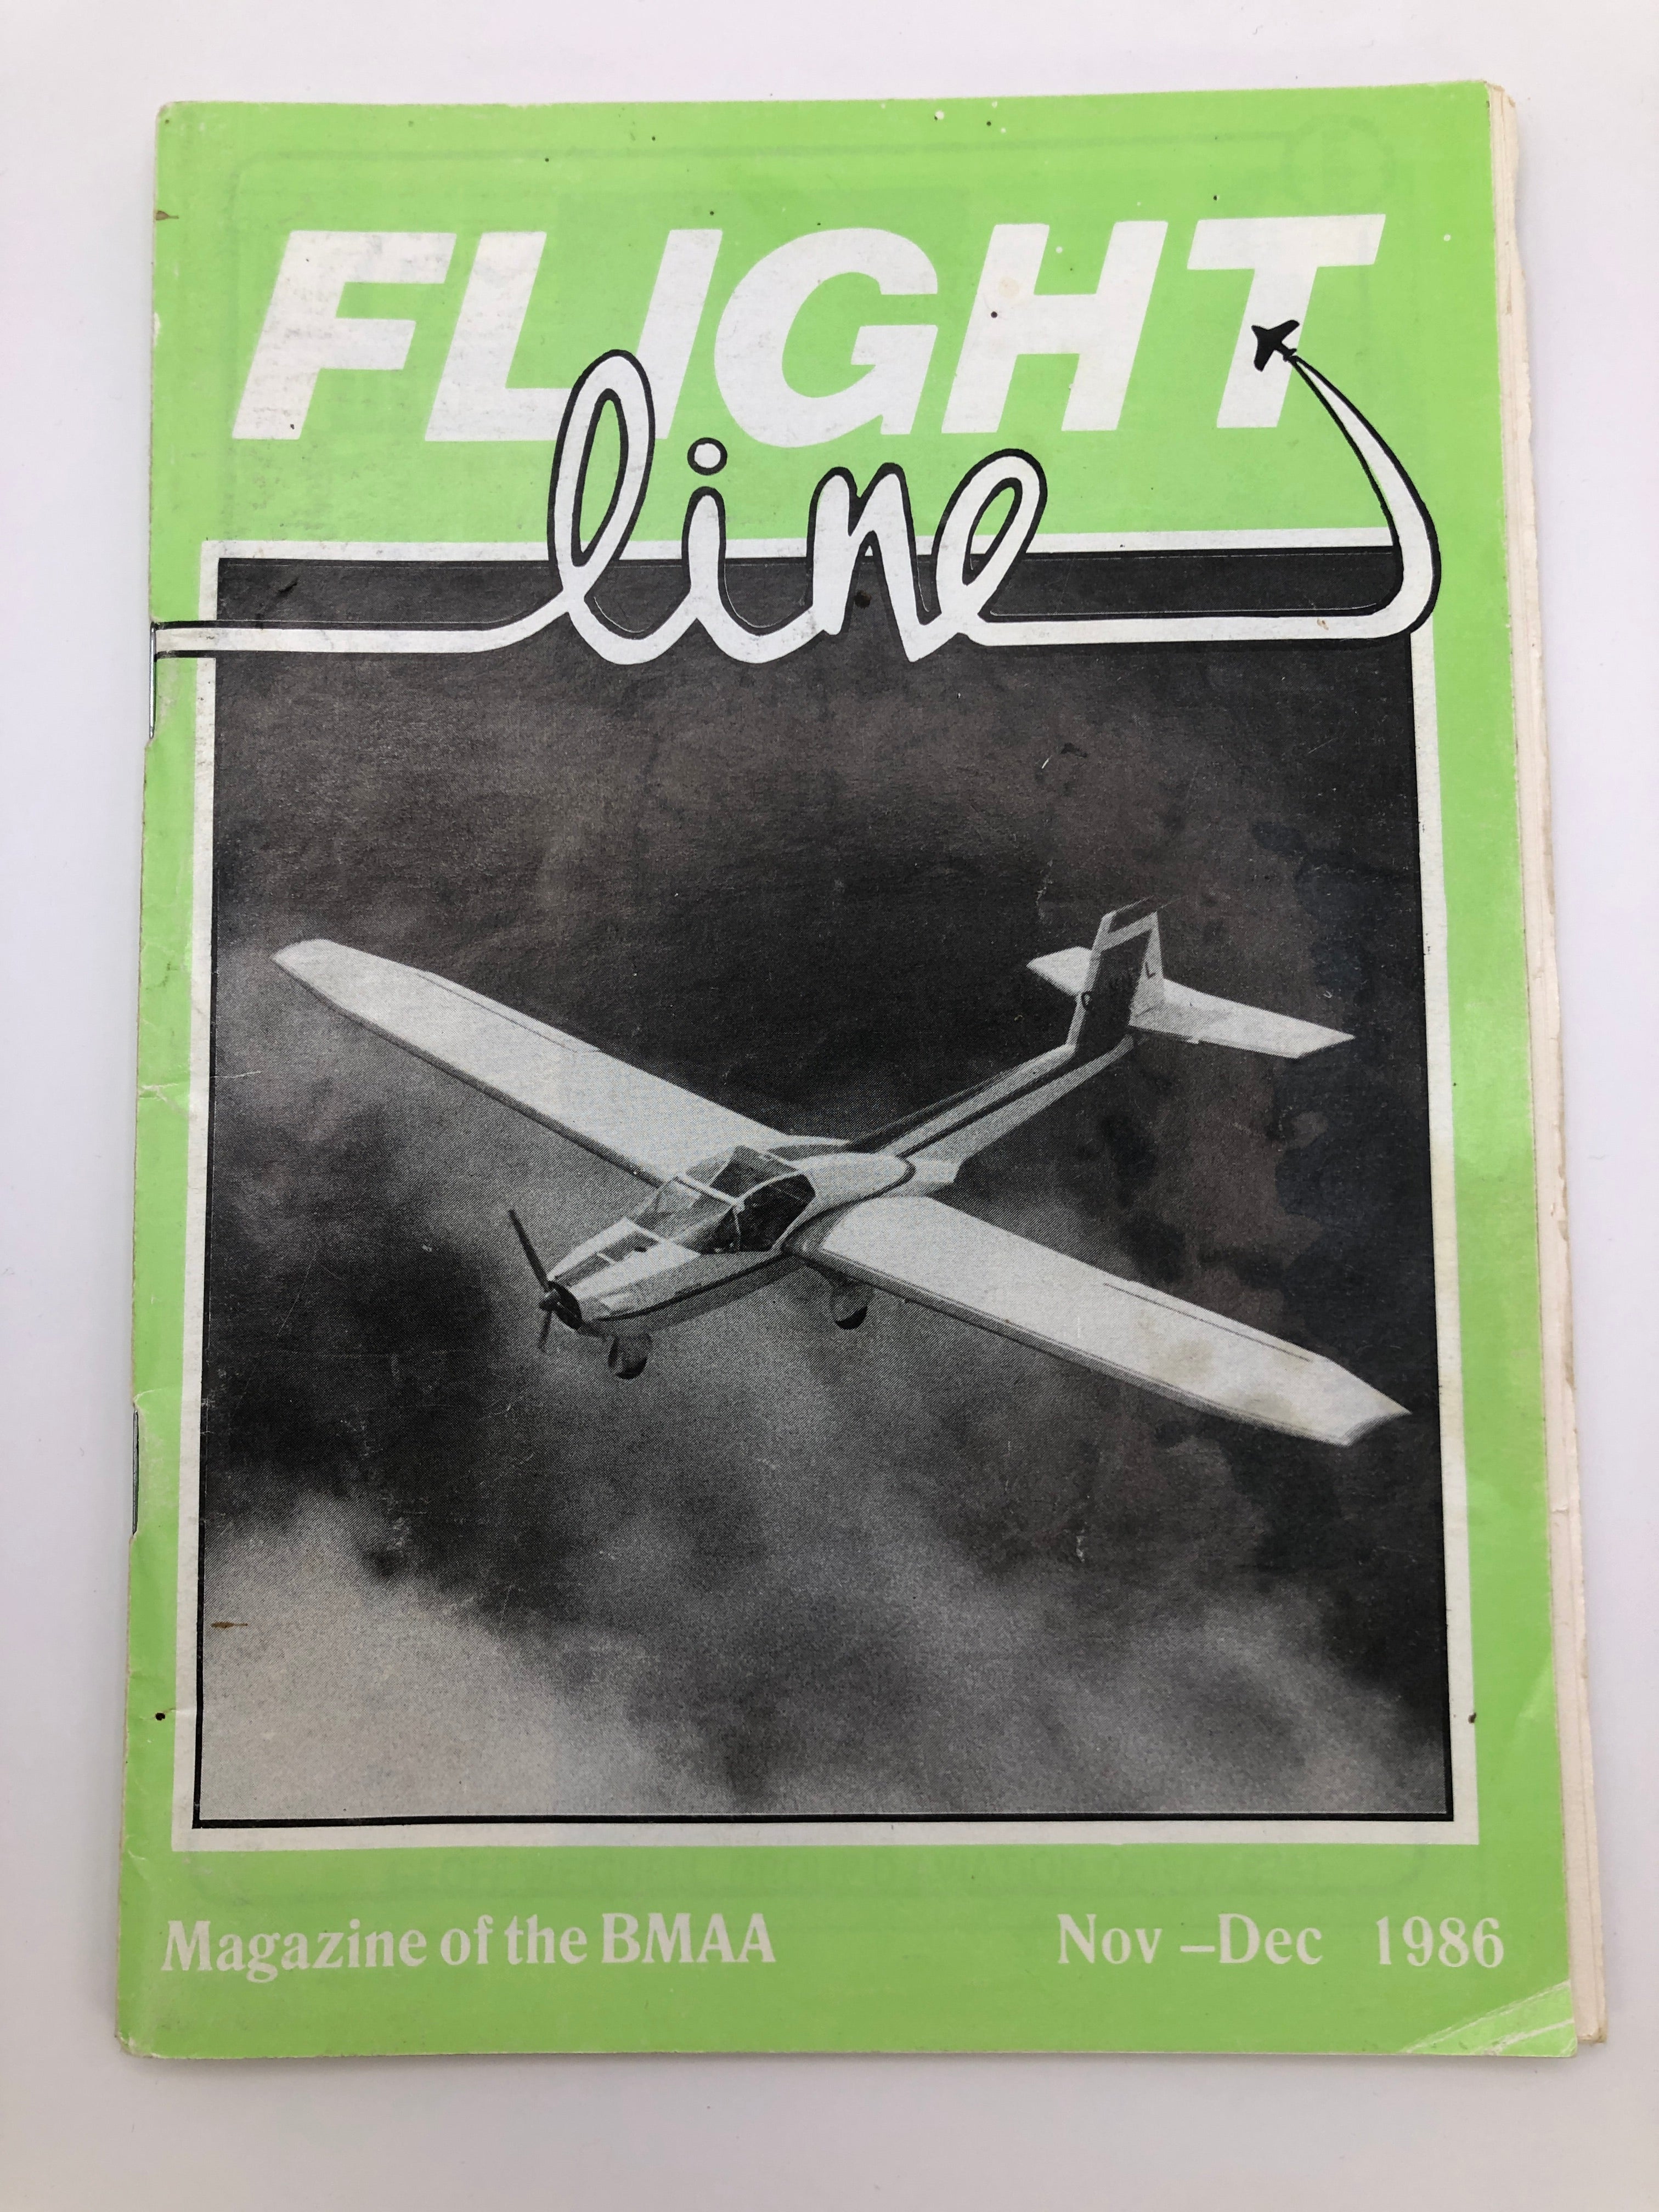 FLIGHT
line
Magazine of the BMAA Nov –Dec 1986